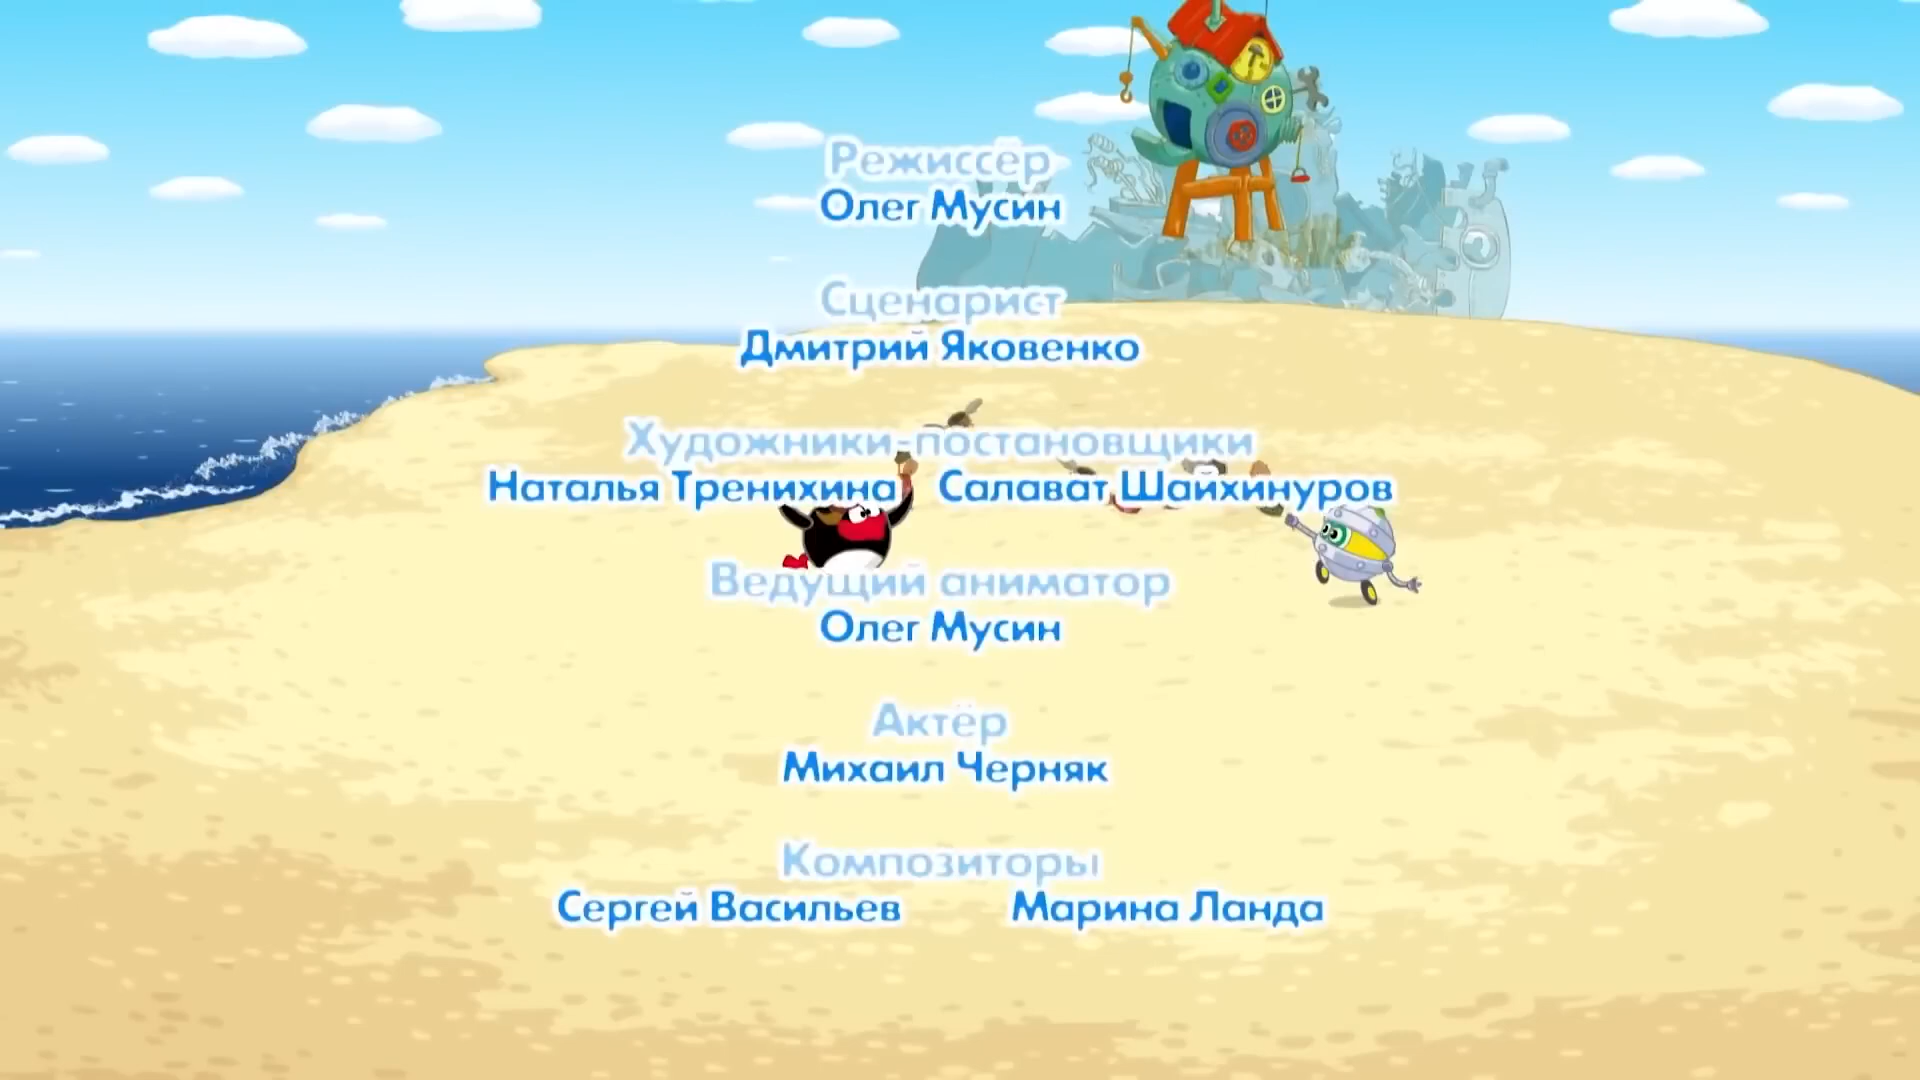 Режиссёр
Олег Мусин
Сценарист
Дмитрий Яковенко
Художники-постановщики
Наталья Тренихина Салават Шайхинуров
Ведущий аниматор
Олег Мусин
Актёр
Михаил Черняк
Композиторы
Сергей Васильев Марина Ланда